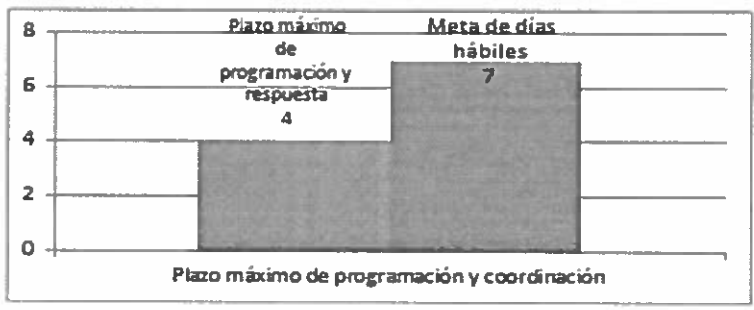 8
6
4
2
0
Plazo máximo
de
programación y
respuesta
4
Meta de días
hábiles
7
Plazo máximo de programación y coordinación